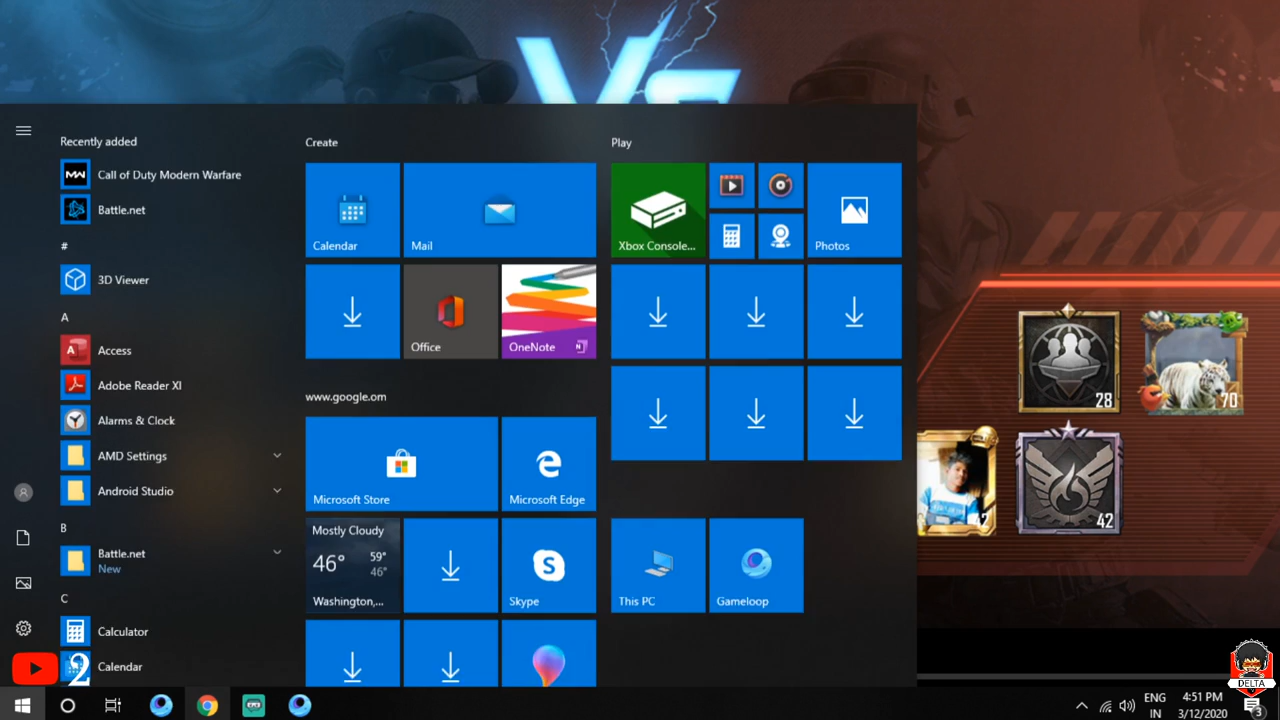 Vs
Recently added
Call of Duty Modern Warfare
Battle.net
#
3D Viewer
A
Access
Adobe Reader XI
Alarms & Clock
AMD Settings
Android Studio
B
Battle.net
New
C
Calculator
Calendar
2
Create
Calendar
Mail
Office
OneNote
www.google.om
Microsoft Store
Microsoft Edge
Mostly Cloudy
46° 59° 46°
Washington,...
Skype
Play
Xbox Console...
Photos
This PC
Gameloop
28
70
42
DELTA
ENG
IN
4:51 PM
3/12/2020
3